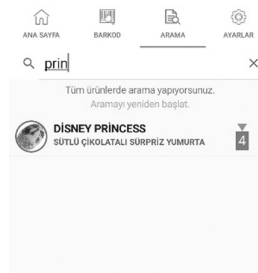 ANA SAYFA
BARKOD
ARAMA
AYARLAR
prin
Tüm ürünlerde arama yapıyorsunuz.
Aramayı yeniden başlat.
DİSNEY PRİNCESS
SÜTLÜ ÇİKOLATALI SÜRPRİZ YUMURTA
4